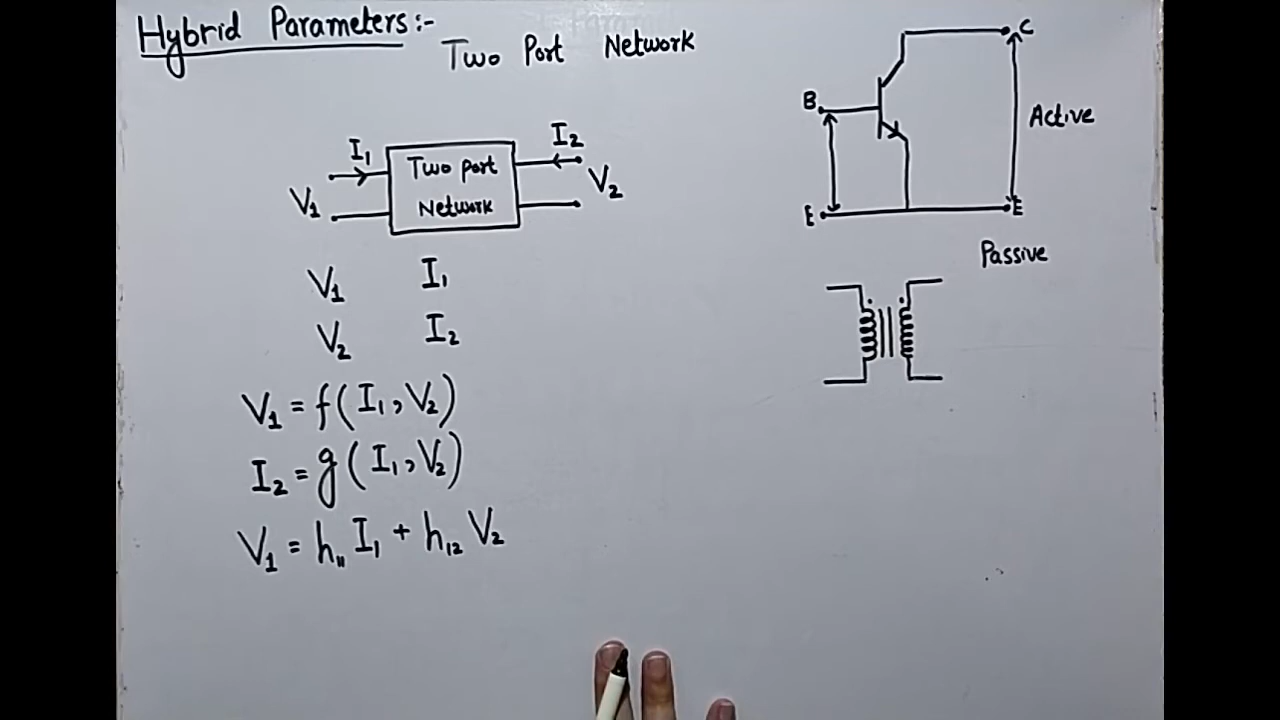 Hybrid Parameters:-
Two Port Network
I₁
I₂
Two port
Network
V₁
V₂
V₁ I₁
V₂ I₂
V₁ = f(I₁, V₂)
I₂ = g(I₁, V₂)
V₁ = h₁₁ I₁ + h₁₂ V₂
C
B
Active
E
E
Passive